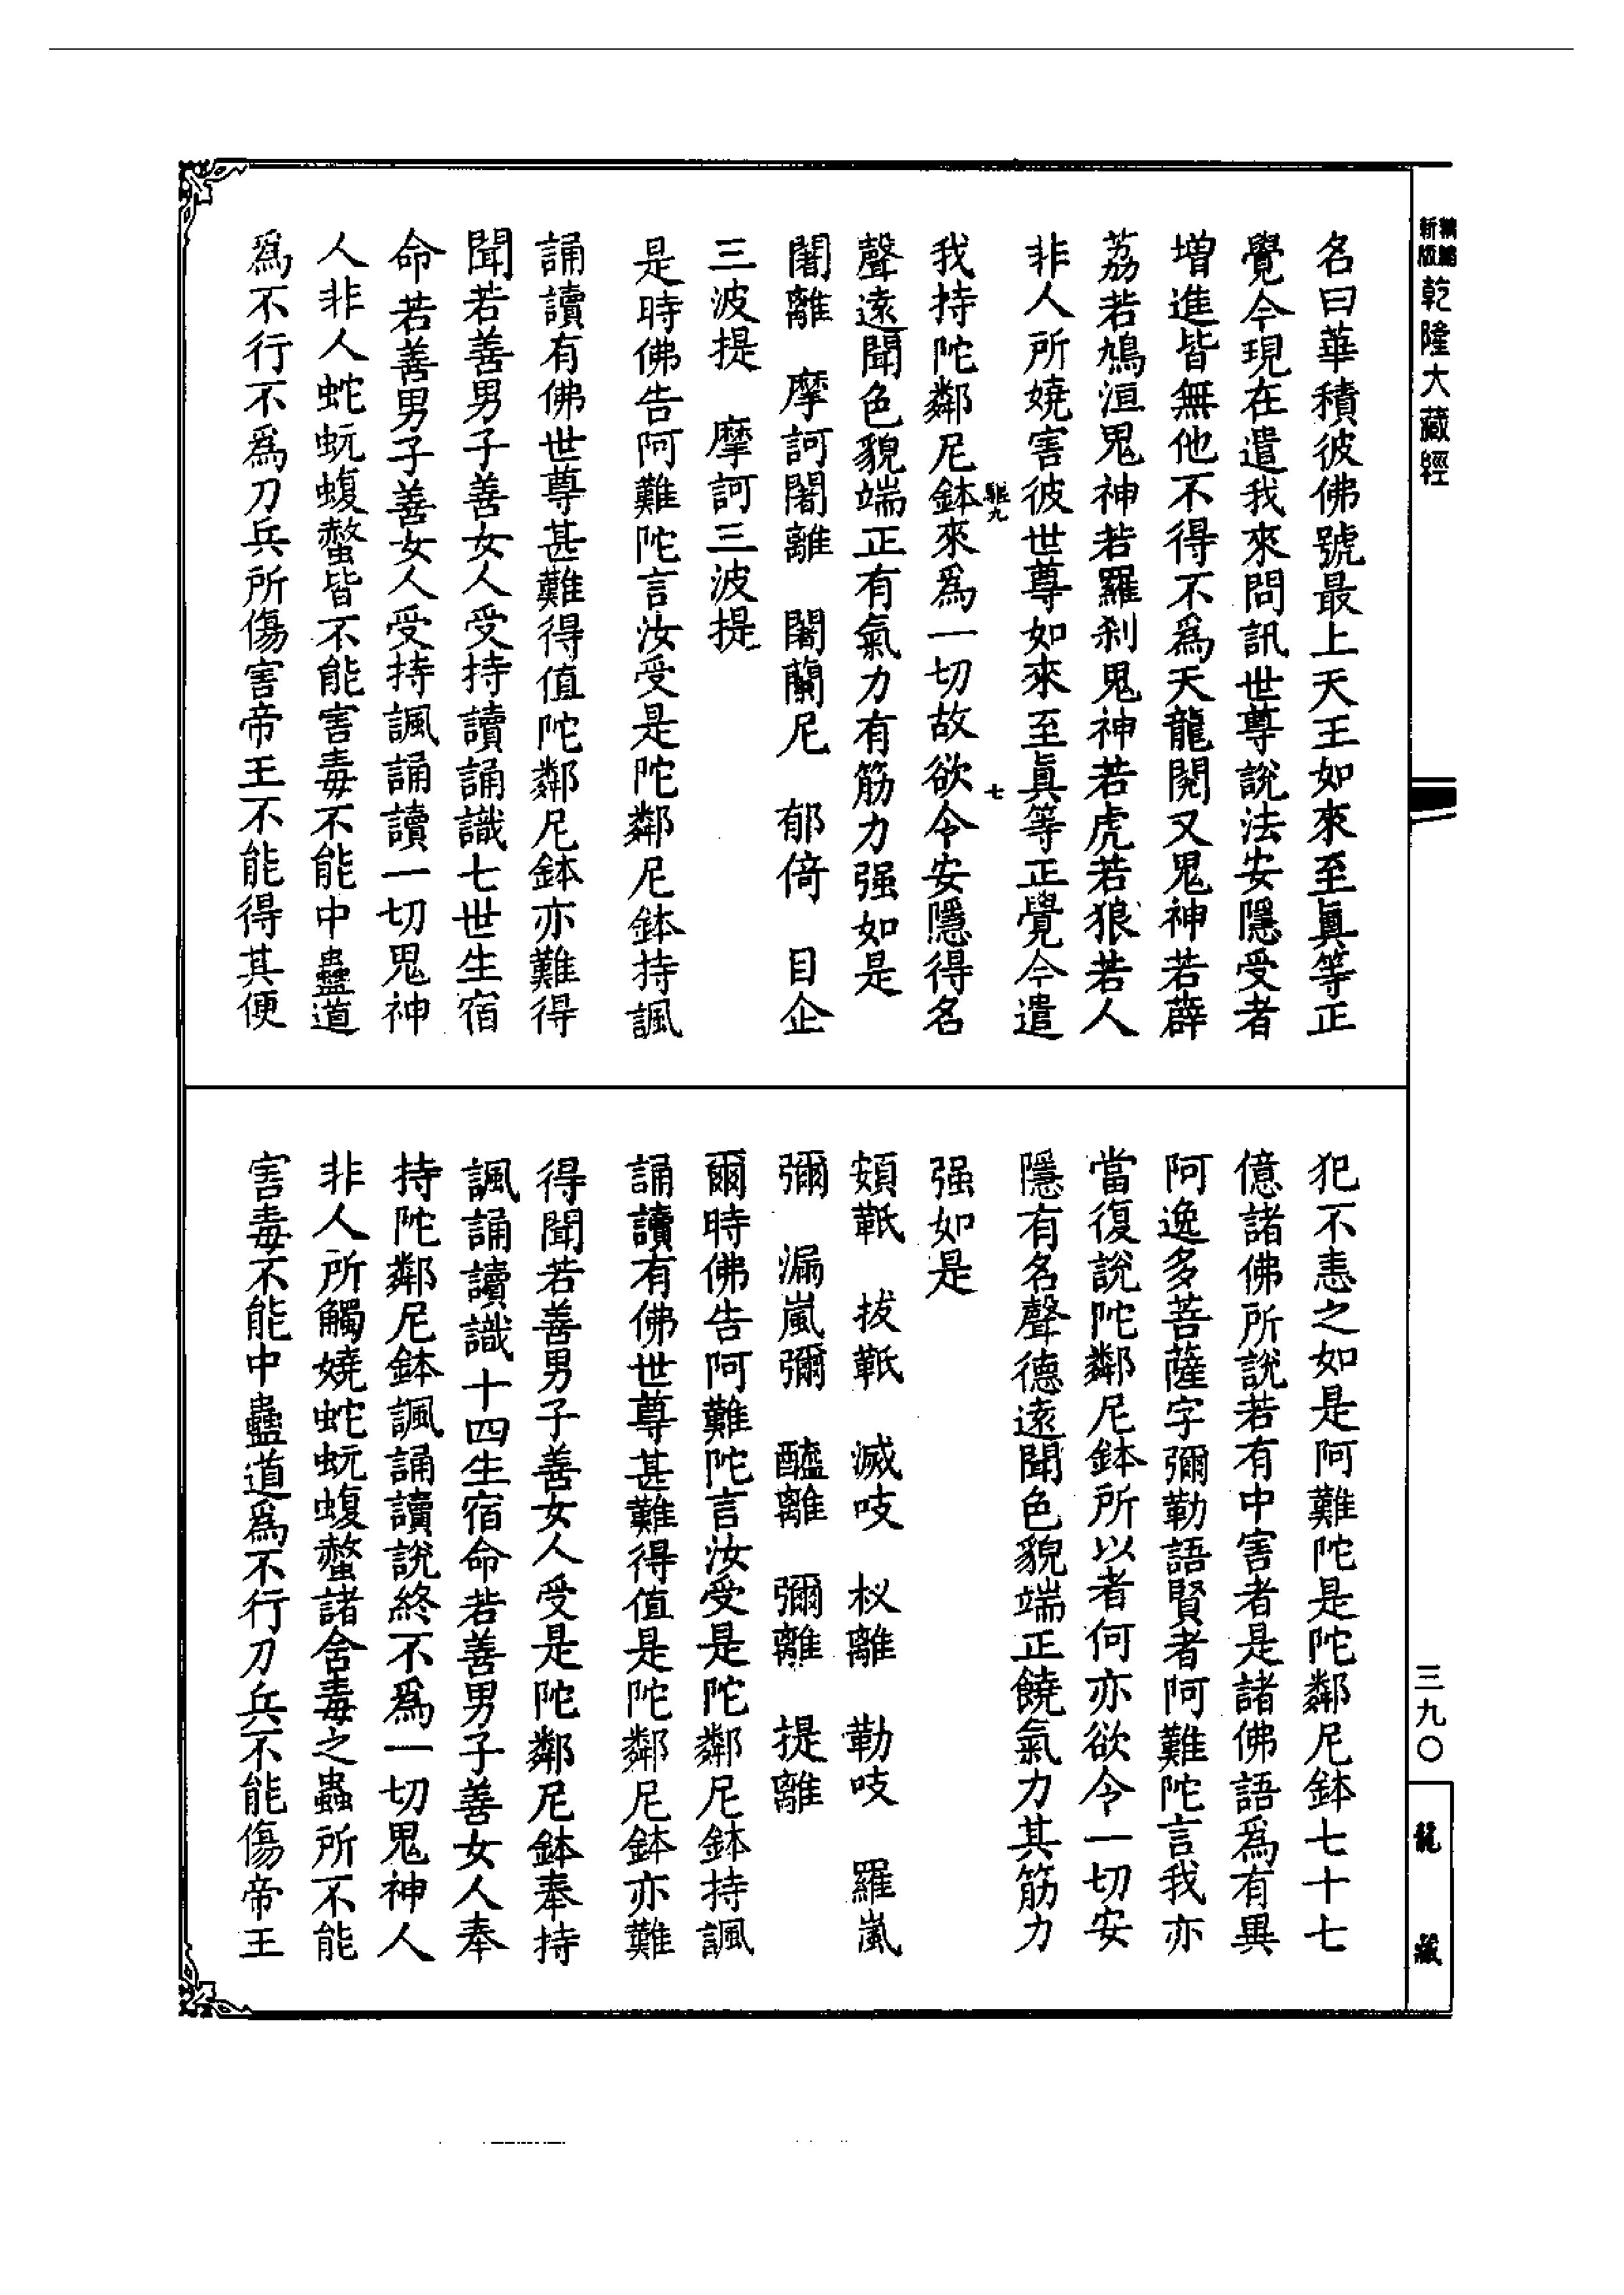 新版精縮乾隆大藏經
名曰華積彼佛號最上天王如來至眞等正
覺今現在遣我來問訊世尊說法安隱受者
增進皆無他不得不爲天龍閱叉鬼神若薜
荔若鳩洹鬼神若羅刹鬼神若虎若狼若人
非人所嬈害彼世尊如來至眞等正覺今遣
驅九 七
我持陀鄰尼鉢來爲一切故欲令安隱得名
聲遠聞色貌端正有氣力有筋力强如是
闍離 摩訶闍離 闍蘭尼 郁倚 目企
三波提 摩訶三波提
是時佛告阿難陀言汝受是陀鄰尼鉢持諷
誦讀有佛世尊甚難得值陀鄰尼鉢亦難得
聞若善男子善女人受持讀誦識七世生宿
命若善男子善女人受持諷誦讀一切鬼神
人非人蛇蚖蝮螫皆不能害毒不能中蠱道
爲不行不爲刀兵所傷害帝王不能得其便
犯不恚之如是阿難陀是陀鄰尼鉢七十七
億諸佛所說若有中害者是諸佛語爲有異
阿逸多菩薩字彌勒語賢者阿難陀言我亦
當復說陀鄰尼鉢所以者何亦欲令一切安
隱有名聲德遠聞色貌端正饒氣力其筋力
强如是
頞䩭 拔䩭 滅吱 杈離 勒吱 羅嵐
彌 漏嵐彌 醯離 彌離 提離
爾時佛告阿難陀言汝受是陀鄰尼鉢持諷
誦讀有佛世尊甚難得值是陀鄰尼鉢亦難
得聞若善男子善女人受是陀鄰尼鉢奉持
諷誦讀識十四生宿命若善男子善女人奉
持陀鄰尼鉢諷誦讀說終不爲一切鬼神人
非人所觸嬈蛇蚖蝮螫諸含毒之蟲所不能
害毒不能中蠱道爲不行刀兵不能傷帝王
三九〇
龍藏